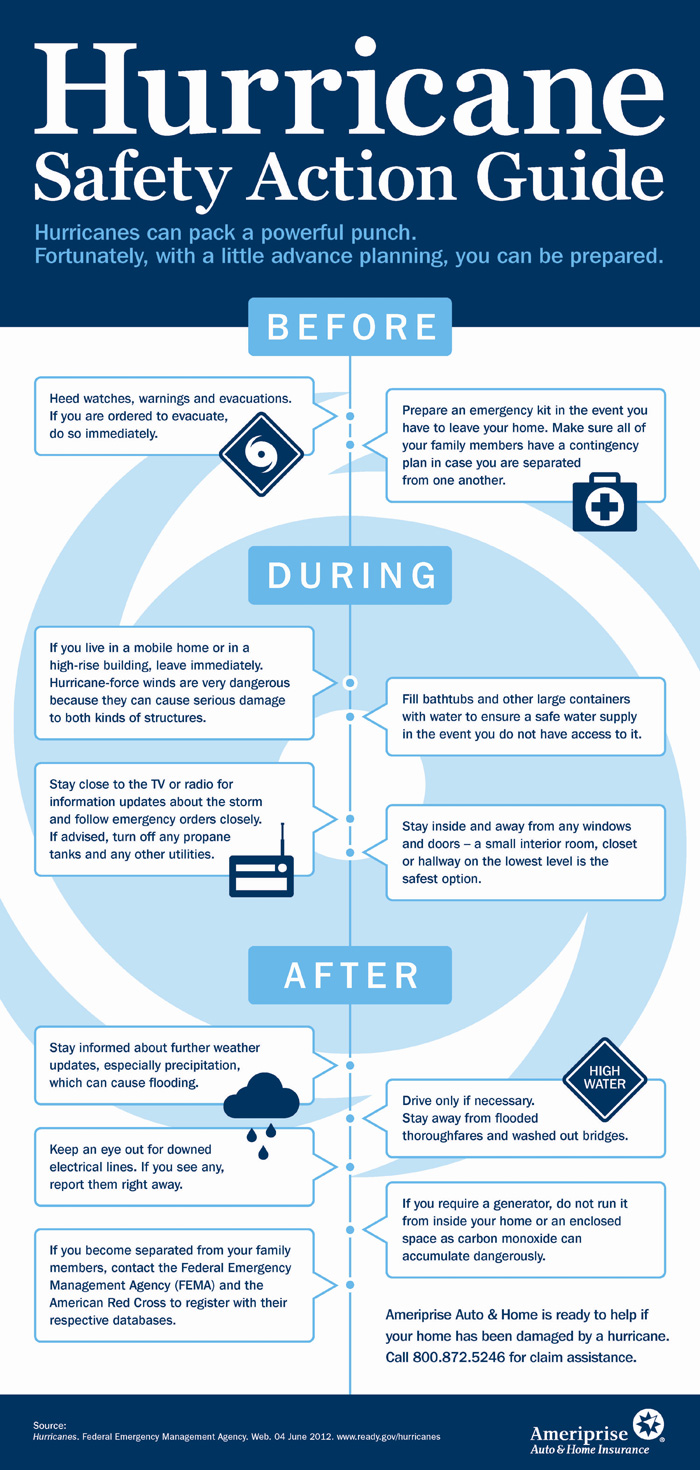 Hurricane
Safety Action Guide
Hurricanes can pack a powerful punch.
Fortunately, with a little advance planning, you can be prepared.
BEFORE
Heed watches, warnings and evacuations.
If you are ordered to evacuate,
do so immediately.
Prepare an emergency kit in the event you
have to leave your home. Make sure all of
your family members have a contingency
plan in case you are separated
from one another.
DURING
If you live in a mobile home or in a
high-rise building, leave immediately.
Hurricane-force winds are very dangerous
because they can cause serious damage
to both kinds of structures.
Fill bathtubs and other large containers
with water to ensure a safe water supply
in the event you do not have access to it.
Stay close to the TV or radio for
information updates about the storm
and follow emergency orders closely.
If advised, turn off any propane
tanks and any other utilities.
Stay inside and away from any windows
and doors – a small interior room, closet
or hallway on the lowest level is the
safest option.
AFTER
Stay informed about further weather
updates, especially precipitation,
which can cause flooding.
HIGH
WATER
Drive only if necessary.
Stay away from flooded
thoroughfares and washed out bridges.
Keep an eye out for downed
electrical lines. If you see any,
report them right away.
If you require a generator, do not run it
from inside your home or an enclosed
space as carbon monoxide can
accumulate dangerously.
If you become separated from your family
members, contact the Federal Emergency
Management Agency (FEMA) and the
American Red Cross to register with their
respective databases.
Ameriprise Auto & Home is ready to help if
your home has been damaged by a hurricane.
Call 800.872.5246 for claim assistance.
Source:
Hurricanes. Federal Emergency Management Agency. Web. 04 June 2012. www.ready.gov/hurricanes
Ameriprise ®
Auto & Home Insurance